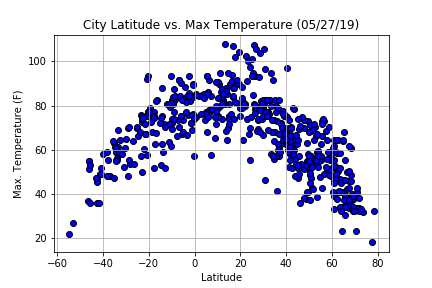 City Latitude vs. Max Temperature (05/27/19)
Max. Temperature (F)
100
80
60
40
20
−60 −40 −20 0 20 40 60 80
Latitude